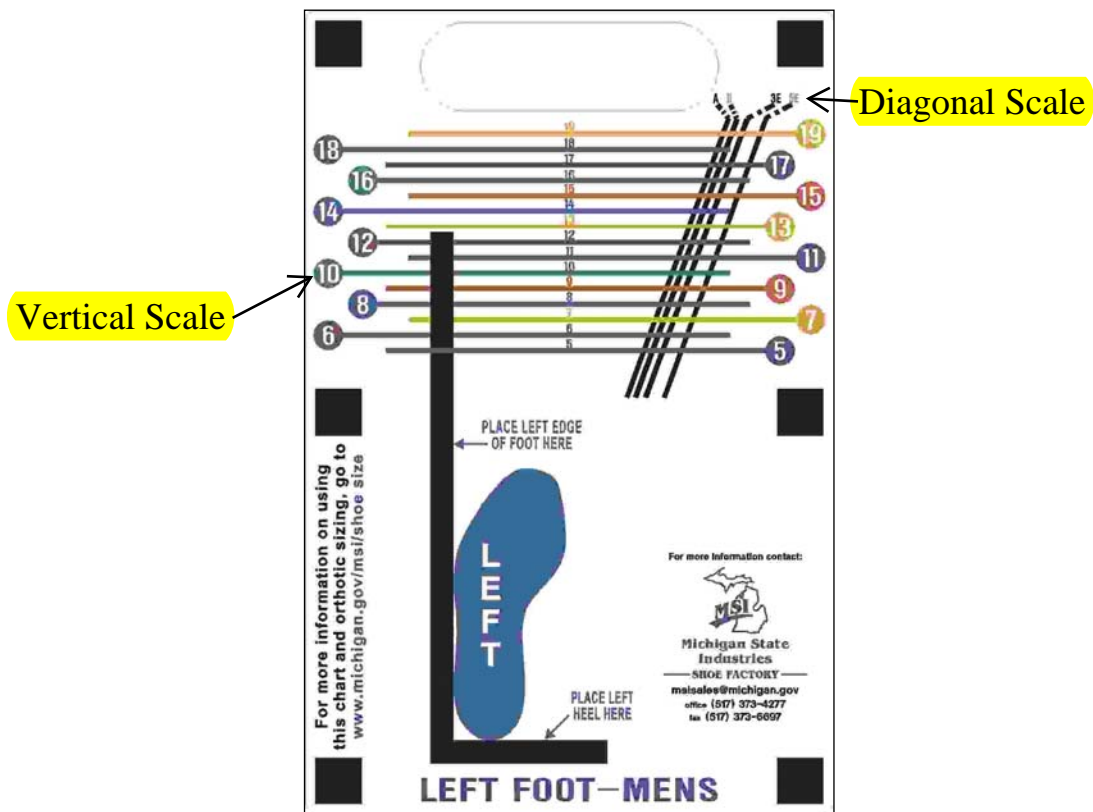 A D 3E 5E
Diagonal Scale
19 19
18 18
17 17
16 16
15 15
14 14
13 13
12 12
11 11
10 10
9 9
8 8
7 7
6 6
5 5
Vertical Scale
PLACE LEFT EDGE
OF FOOT HERE
For more information on using
this chart and orthotic sizing, go to
www.michigan.gov/msi/shoe size
LEFT
For more information contact:
MSI
Michigan State
Industries
SHOE FACTORY
msisales@michigan.gov
office (517) 373-4277
fax (517) 373-6697
PLACE LEFT
HEEL HERE
LEFT FOOT-MENS